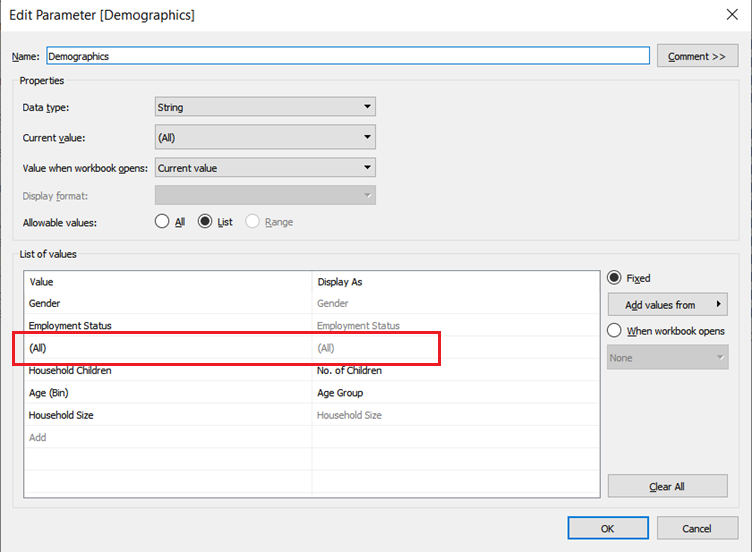 Edit Parameter [Demographics]
Name: Demographics Comment >>
Properties
Data type: String
Current value: (All)
Value when workbook opens: Current value
Display format:
Allowable values: All List Range
List of values
Value Display As Fixed
Gender Gender
Add values from
Employment Status Employment Status
When workbook opens
(All) (All)
None
Household Children No. of Children
Age (Bin) Age Group
Household Size Household Size
Add
Clear All
OK Cancel